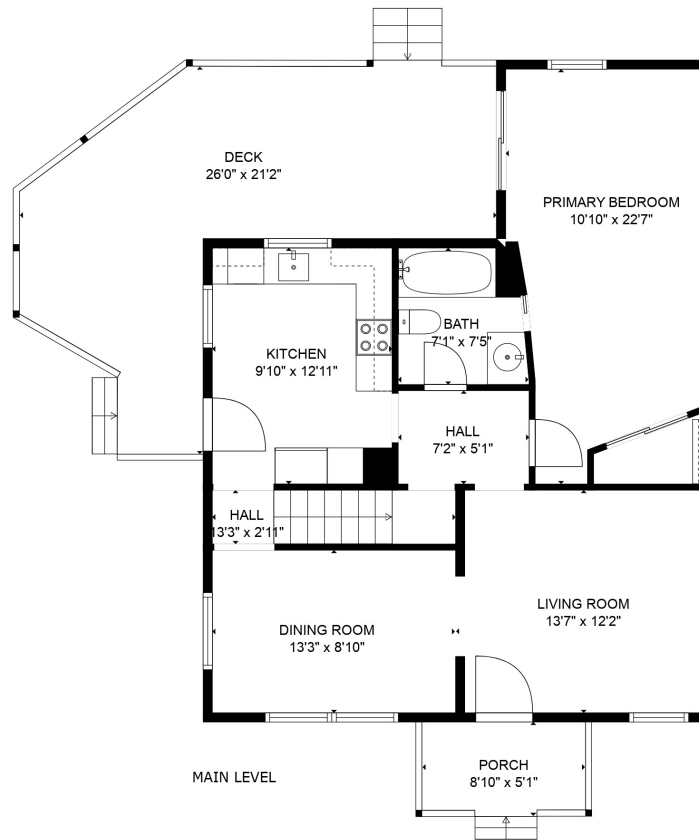 DECK
26'0" x 21'2"
PRIMARY BEDROOM
10'10" x 22'7"
KITCHEN
9'10" x 12'11"
BATH
7'1" x 7'5"
HALL
7'2" x 5'1"
HALL
13'3" x 2'11"
DINING ROOM
13'3" x 8'10"
LIVING ROOM
13'7" x 12'2"
PORCH
8'10" x 5'1"
MAIN LEVEL